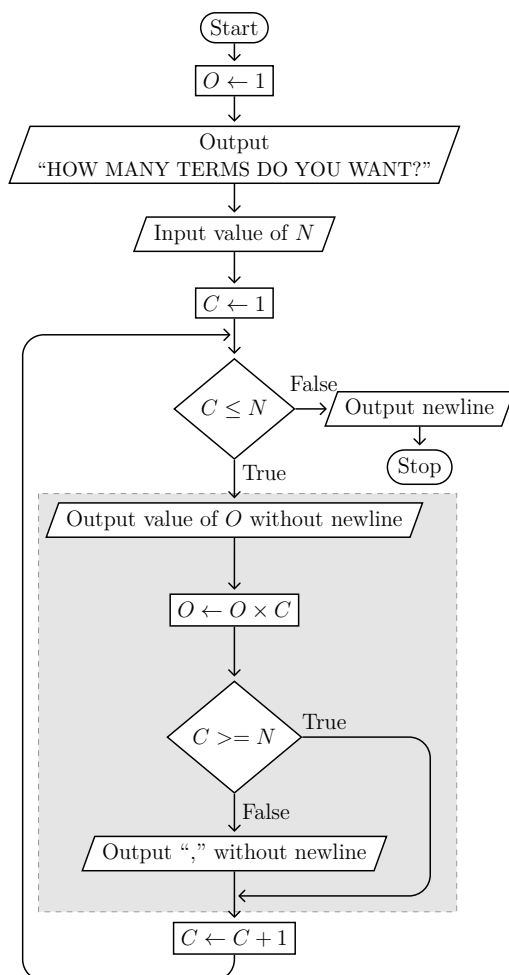 Start
O ← 1
Output
“HOW MANY TERMS DO YOU WANT?”
Input value of N
C ← 1
C ≤ N
False
Output newline
Stop
True
Output value of O without newline
O ← O × C
C >= N
True
False
Output “,” without newline
C ← C + 1